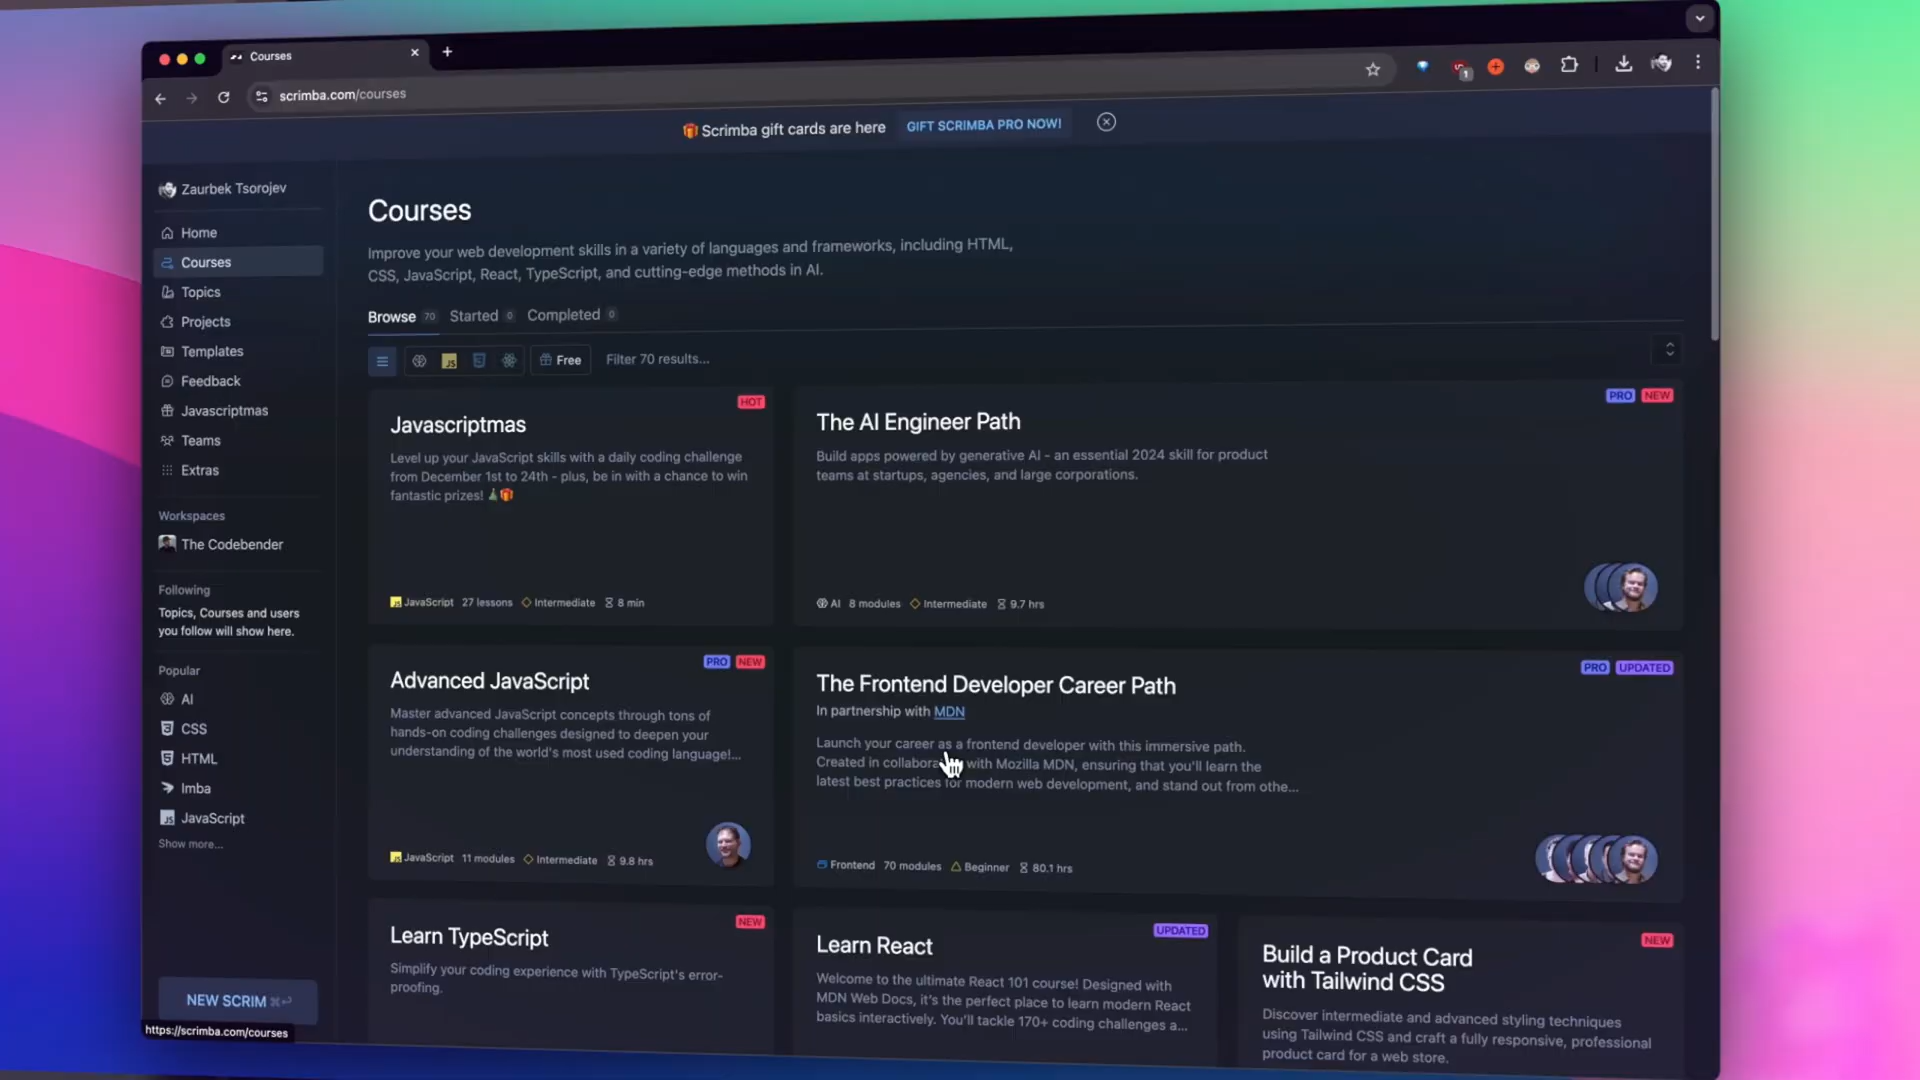 Courses
scrimba.com/courses
1
Scrimba gift cards are here
GIFT SCRIMBA PRO NOW!
Zaurbek Tsorojev
Home
Courses
Topics
Projects
Templates
Feedback
Javascriptmas
Teams
Extras
Workspaces
The Codebender
Following
Topics, Courses and users
you follow will show here.
Popular
AI
CSS
HTML
Imba
JS JavaScript
Show more...
NEW SCRIM ⌘↩
https://scrimba.com/courses
Courses
Improve your web development skills in a variety of languages and frameworks, including HTML,
CSS, JavaScript, React, TypeScript, and cutting-edge methods in AI.
Browse 70 Started 0 Completed 0
JS Free Filter 70 results...
HOT
Javascriptmas
Level up your JavaScript skills with a daily coding challenge
from December 1st to 24th - plus, be in with a chance to win
fantastic prizes! 🎄🎁
JS JavaScript 27 lessons Intermediate 8 min
PRO NEW
The AI Engineer Path
Build apps powered by generative AI - an essential 2024 skill for product
teams at startups, agencies, and large corporations.
AI 8 modules Intermediate 9.7 hrs
PRO NEW
Advanced JavaScript
Master advanced JavaScript concepts through tons of
hands-on coding challenges designed to deepen your
understanding of the world's most used coding language!...
JS JavaScript 11 modules Intermediate 9.8 hrs
PRO UPDATED
The Frontend Developer Career Path
In partnership with MDN
Launch your career as a frontend developer with this immersive path.
Created in collabora with Mozilla MDN, ensuring that you'll learn the
latest best practices for modern web development, and stand out from othe...
Frontend 70 modules Beginner 80.1 hrs
NEW
Learn TypeScript
Simplify your coding experience with TypeScript's error-
proofing.
UPDATED
Learn React
Welcome to the ultimate React 101 course! Designed with
MDN Web Docs, it's the perfect place to learn modern React
basics interactively. You'll tackle 170+ coding challenges a...
NEW
Build a Product Card
with Tailwind CSS
Discover intermediate and advanced styling techniques
using Tailwind CSS and craft a fully responsive, professional
product card for a web store.